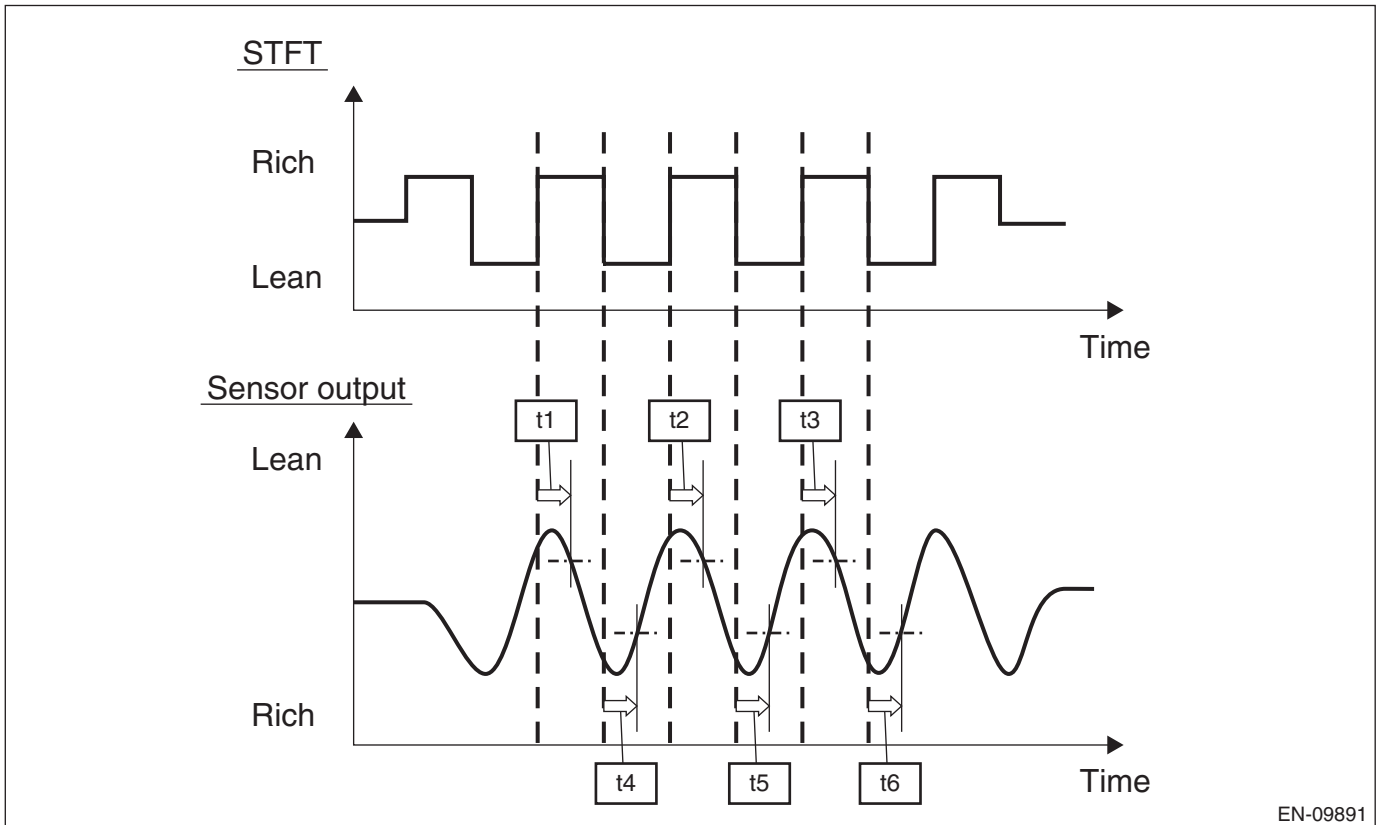 STFT
Rich
Lean
Time
Sensor output
t1
t2
t3
Lean
Rich
t4
t5
t6
Time
EN-09891